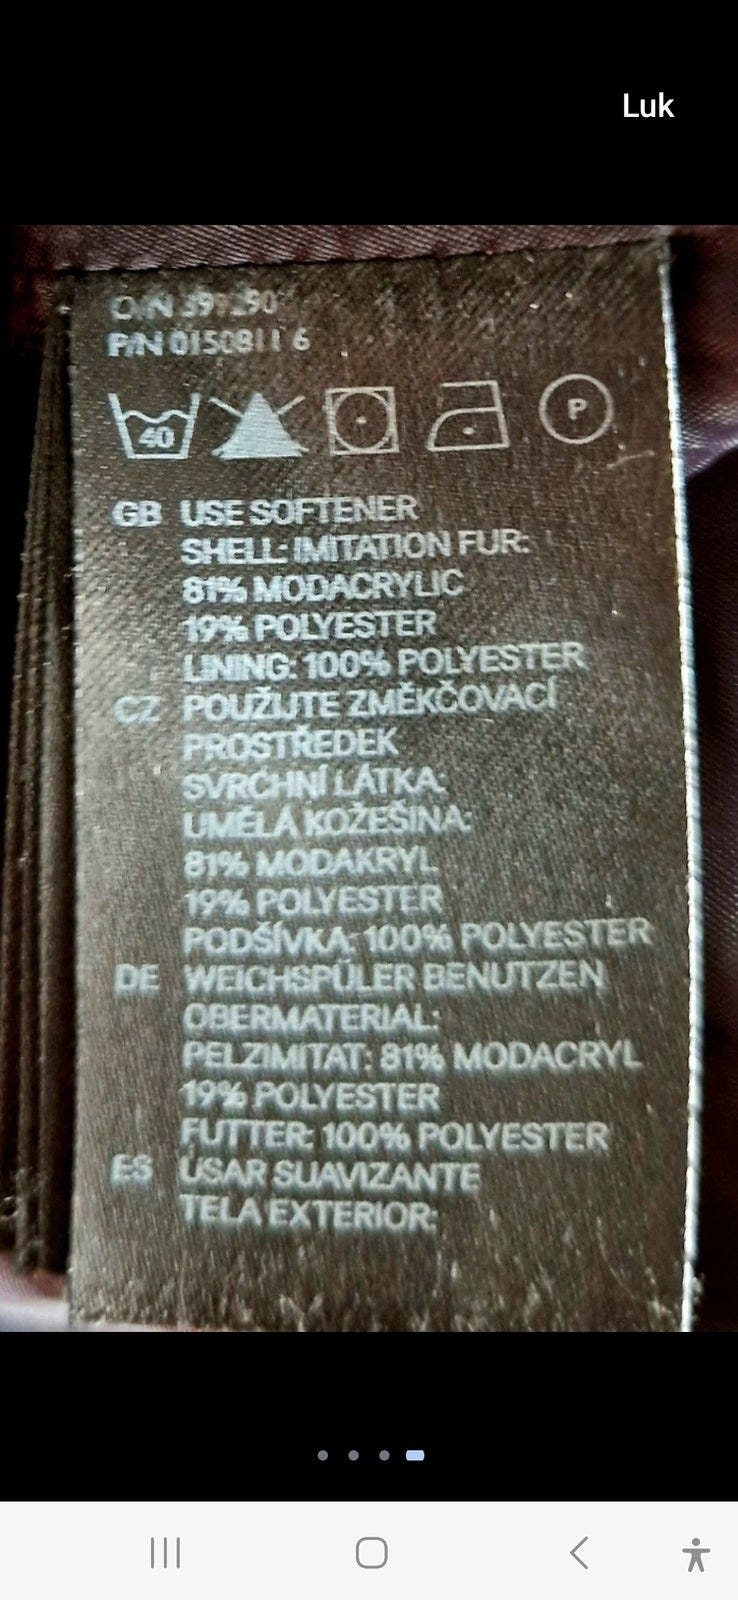 Luk
P/N 0150811 6
40
P
GB USE SOFTENER
SHELL: IMITATION FUR:
81% MODACRYLIC
19% POLYESTER
LINING: 100% POLYESTER
CZ POUŽIJTE ZMĚKČOVACÍ
PROSTŘEDEK
SVRCHNÍ LÁTKA:
UMĚLÁ KOŽEŠINA:
81% MODAKRYL
19% POLYESTER
PODŠÍVKA: 100% POLYESTER
DE WEICHSPÜLER BENUTZEN
OBERMATERIAL:
PELZIMITAT: 81% MODACRYL
19% POLYESTER
FUTTER: 100% POLYESTER
ES USAR SUAVIZANTE
TELA EXTERIOR: